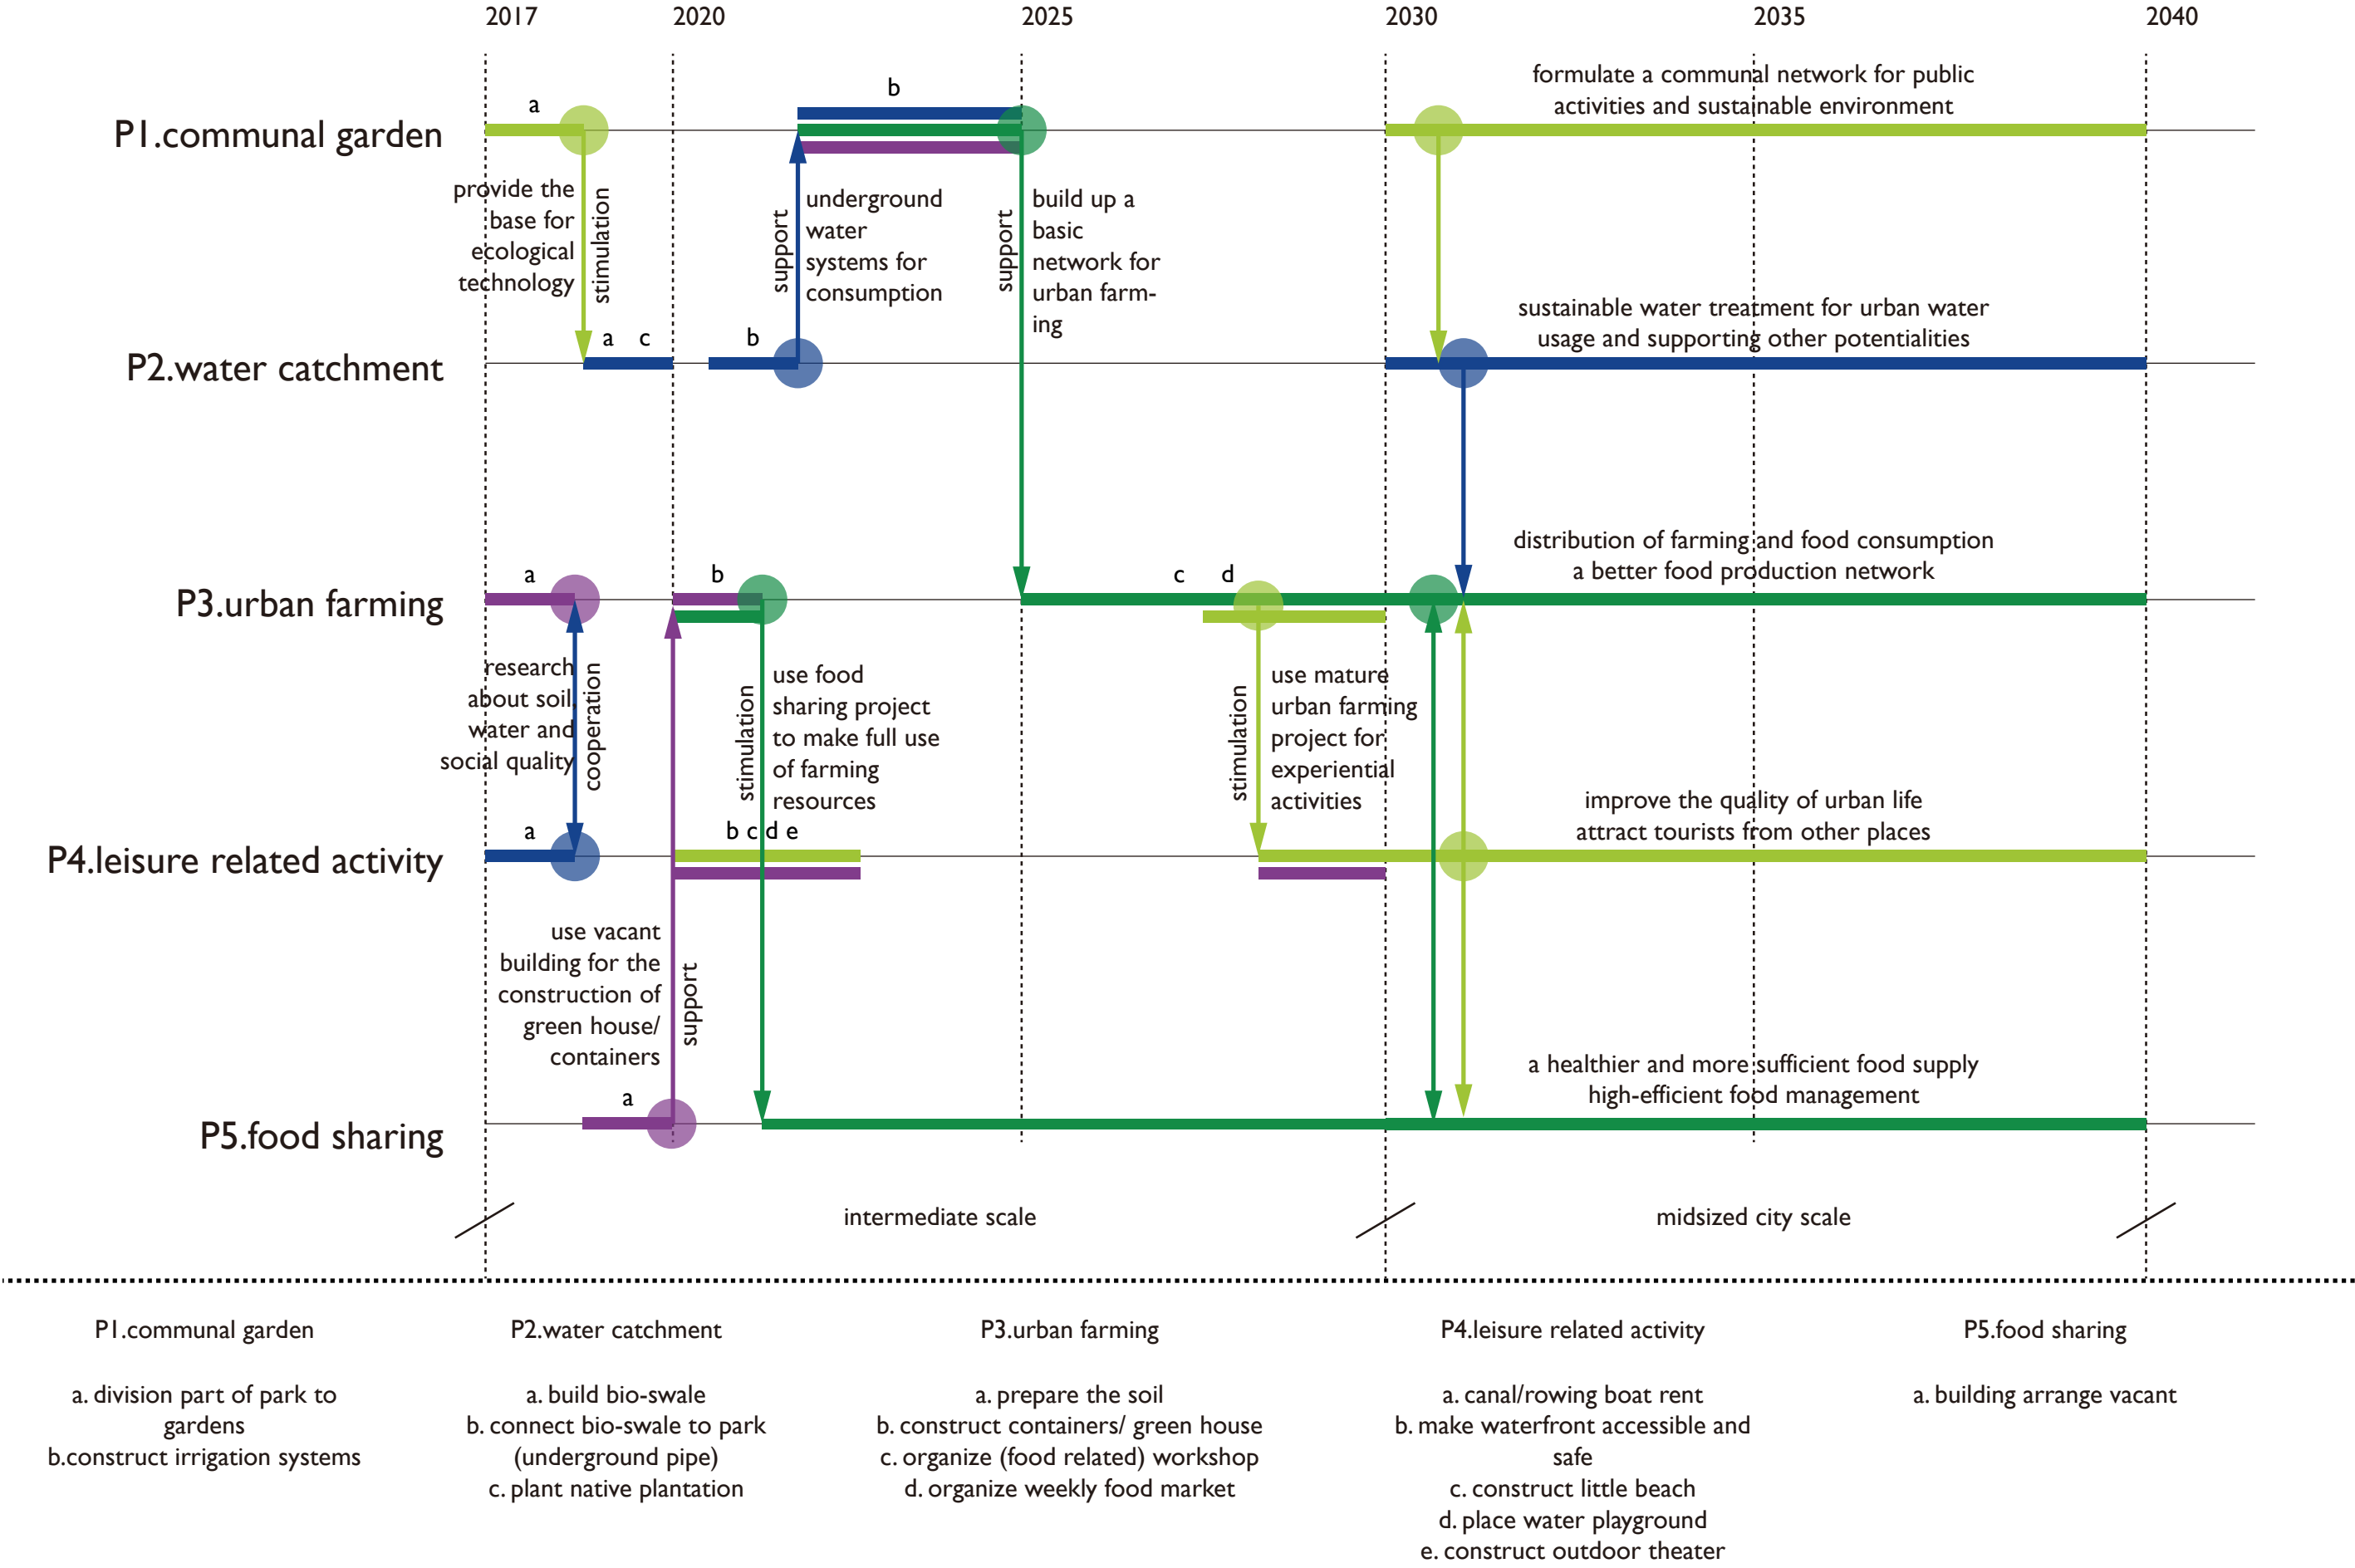 2017 2020 2025 2030 2035 2040
formulate a communal network for public
activities and sustainable environment
a
b
P1.communal garden
provide the
base for
ecological
technology
stimulation
support
underground
water
systems for
consumption
support
build up a
basic
network for
urban farm-
ing
sustainable water treatment for urban water
usage and supporting other potentialities
a c
b
P2.water catchment
distribution of farming and food consumption
a better food production network
a
b
c d
P3.urban farming
research
about soil,
water and
social quality
cooperation
stimulation
use food
sharing project
to make full use
of farming
resources
stimulation
use mature
urban farming
project for
experiential
activities
improve the quality of urban life
attract tourists from other places
a
b c d e
P4.leisure related activity
use vacant
building for the
construction of
green house/
containers
support
a healthier and more sufficient food supply
high-efficient food management
a
P5.food sharing
intermediate scale
midsized city scale
P1.communal garden
a. division part of park to
gardens
b.construct irrigation systems
P2.water catchment
a. build bio-swale
b. connect bio-swale to park
(underground pipe)
c. plant native plantation
P3.urban farming
a. prepare the soil
b. construct containers/ green house
c. organize (food related) workshop
d. organize weekly food market
P4.leisure related activity
a. canal/rowing boat rent
b. make waterfront accessible and
safe
c. construct little beach
d. place water playground
e. construct outdoor theater
P5.food sharing
a. building arrange vacant